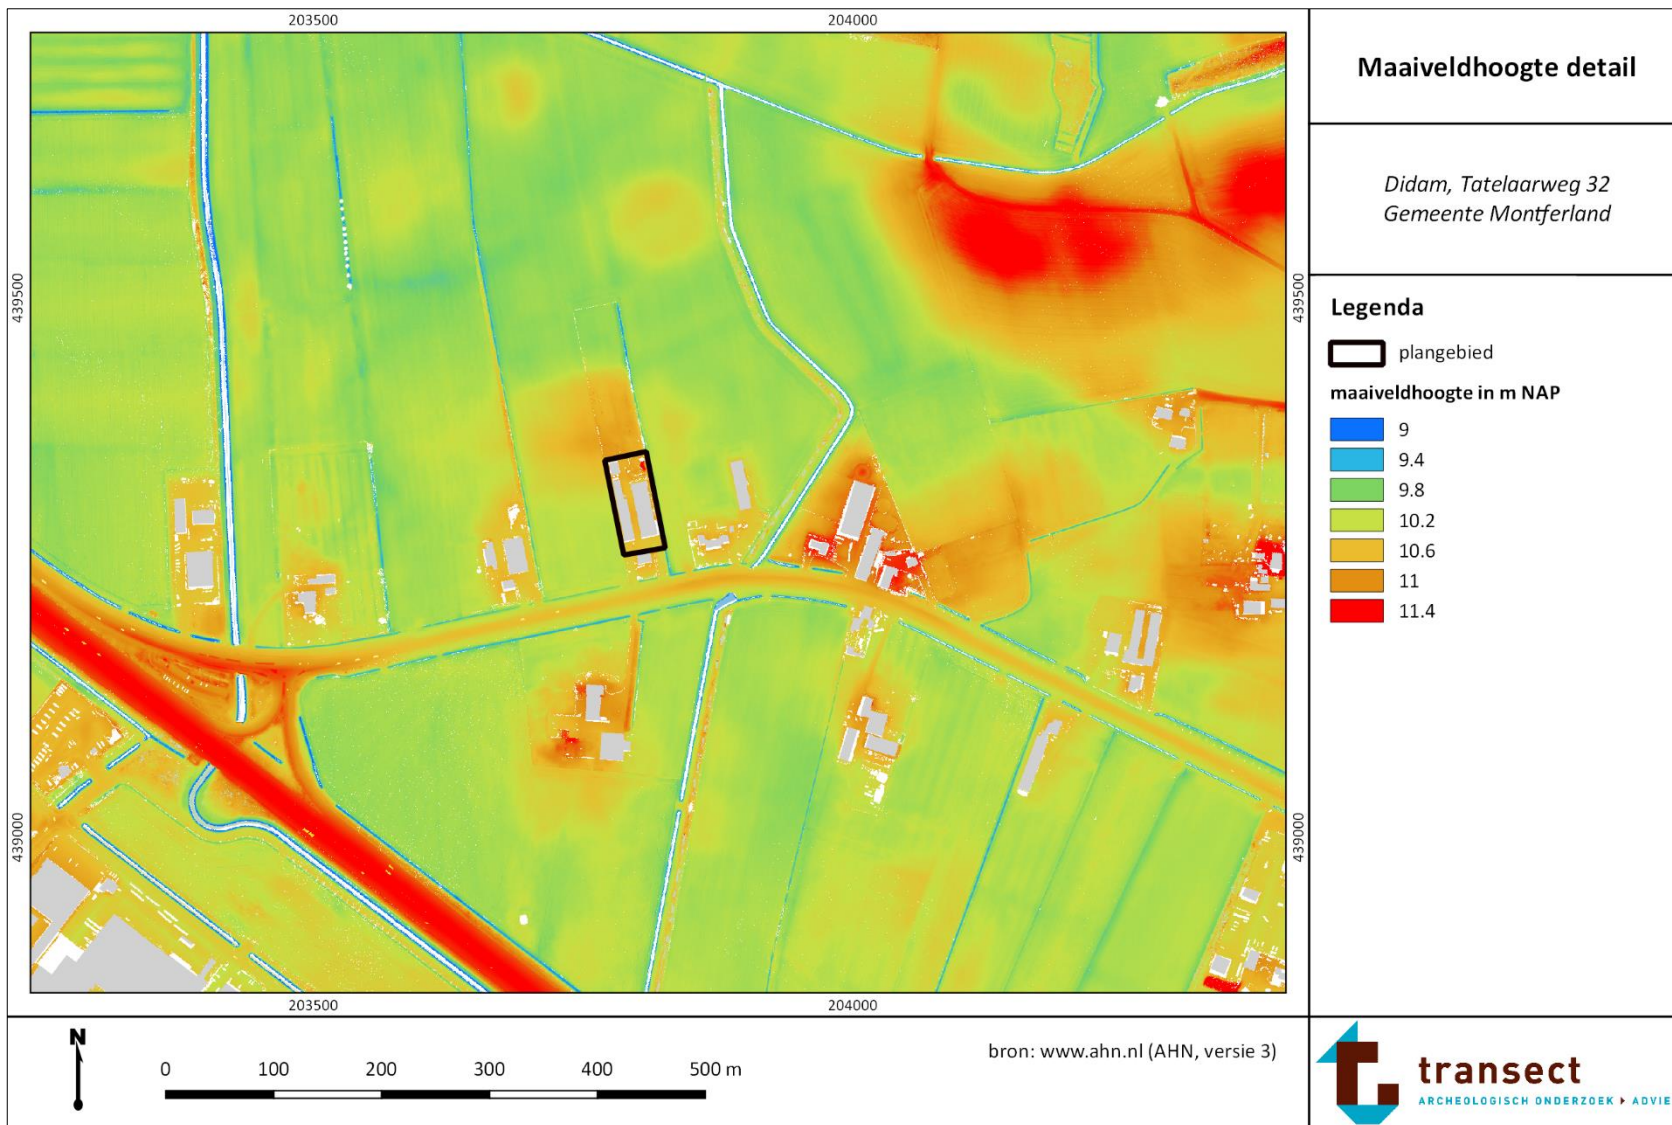 203500
204000
439500
439500
439000
439000
203500
204000
Maaiveldhoogte detail
Didam, Tatelaarweg 32
Gemeente Montferland
Legenda
plangebied
maaiveldhoogte in m NAP
9
9.4
9.8
10.2
10.6
11
11.4
N
0 100 200 300 400 500 m
bron: www.ahn.nl (AHN, versie 3)
transect
ARCHEOLOGISCH ONDERZOEK ▸ ADVIE